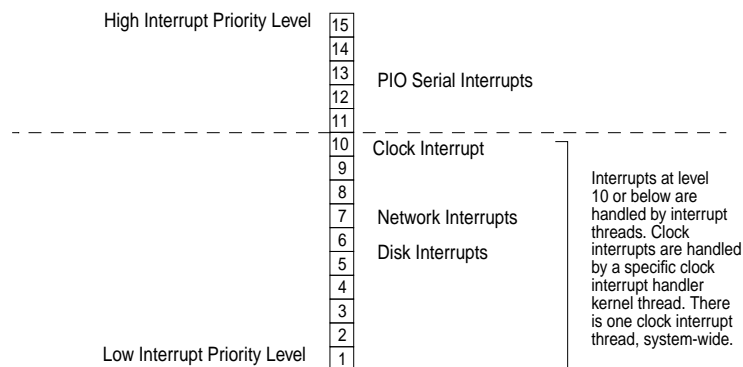 High Interrupt Priority Level
15
14
13
PIO Serial Interrupts
12
11
10
Clock Interrupt
9
8
7
Network Interrupts
6
Disk Interrupts
5
4
3
2
Low Interrupt Priority Level
1
Interrupts at level
10 or below are
handled by interrupt
threads. Clock
interrupts are handled
by a specific clock
interrupt handler
kernel thread. There
is one clock interrupt
thread, system-wide.